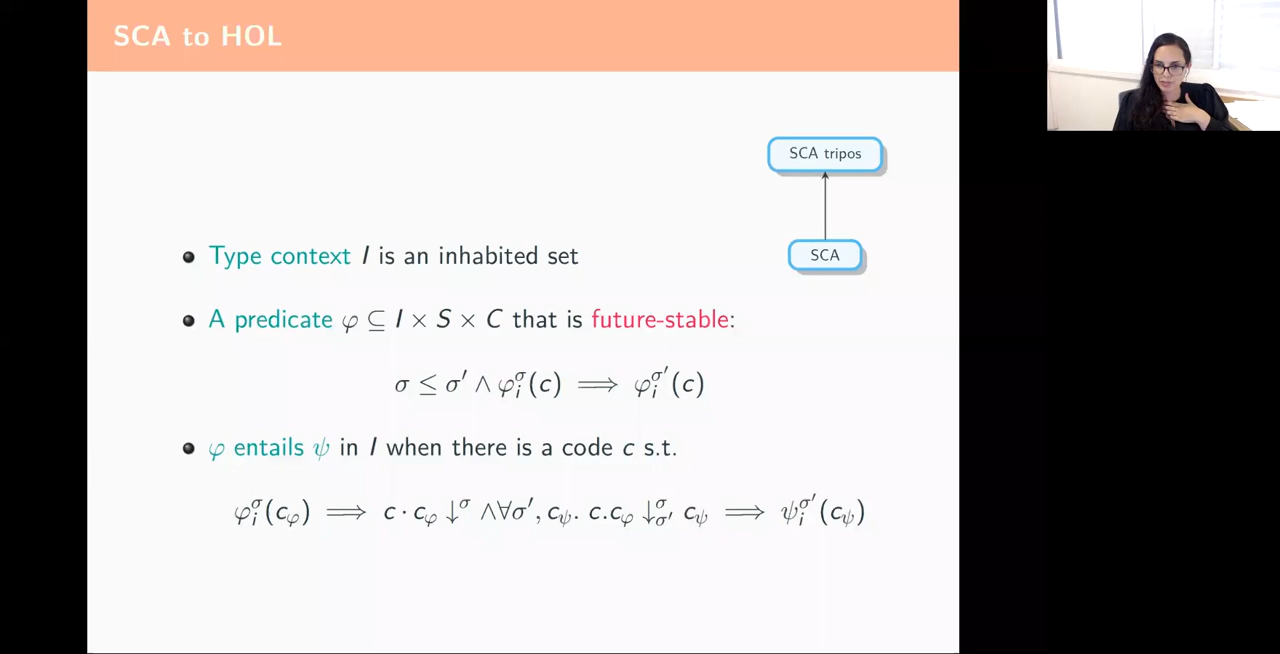 SCA to HOL
SCA tripos
SCA
Type context I is an inhabited set
A predicate φ ⊆ I × S × C that is future-stable:
σ ≤ σ′ ∧ φᵢ^σ(c) ⟹ φᵢ^σ′(c)
φ entails ψ in I when there is a code c s.t.
φᵢ^σ(c_φ) ⟹ c · c_φ ↓^σ ∧∀σ′, c_ψ. c.c_φ ↓^σ_σ′ c_ψ ⟹ ψᵢ^σ′(c_ψ)